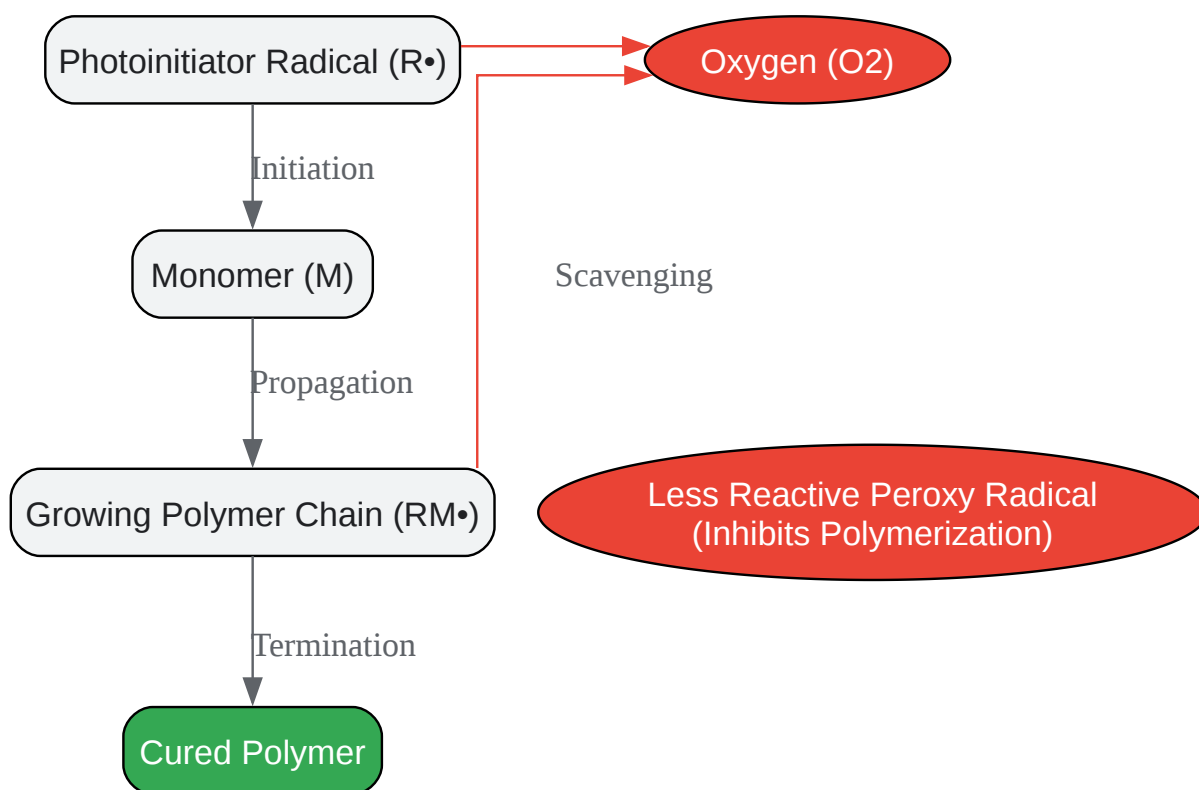 Photoinitiator Radical (R•)
Oxygen (O2)
Initiation
Monomer (M)
Scavenging
Propagation
Growing Polymer Chain (RM•)
Less Reactive Peroxy Radical
(Inhibits Polymerization)
Termination
Cured Polymer